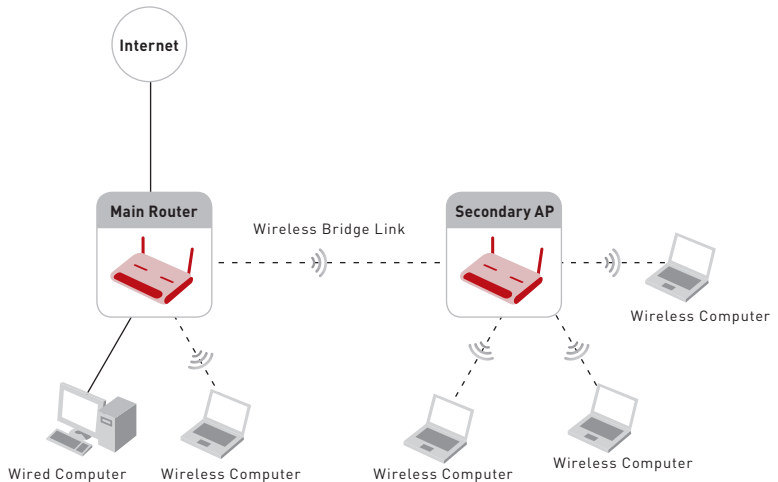 Internet
Main Router
Secondary AP
Wireless Bridge Link
Wireless Computer
Wired Computer
Wireless Computer
Wireless Computer
Wireless Computer